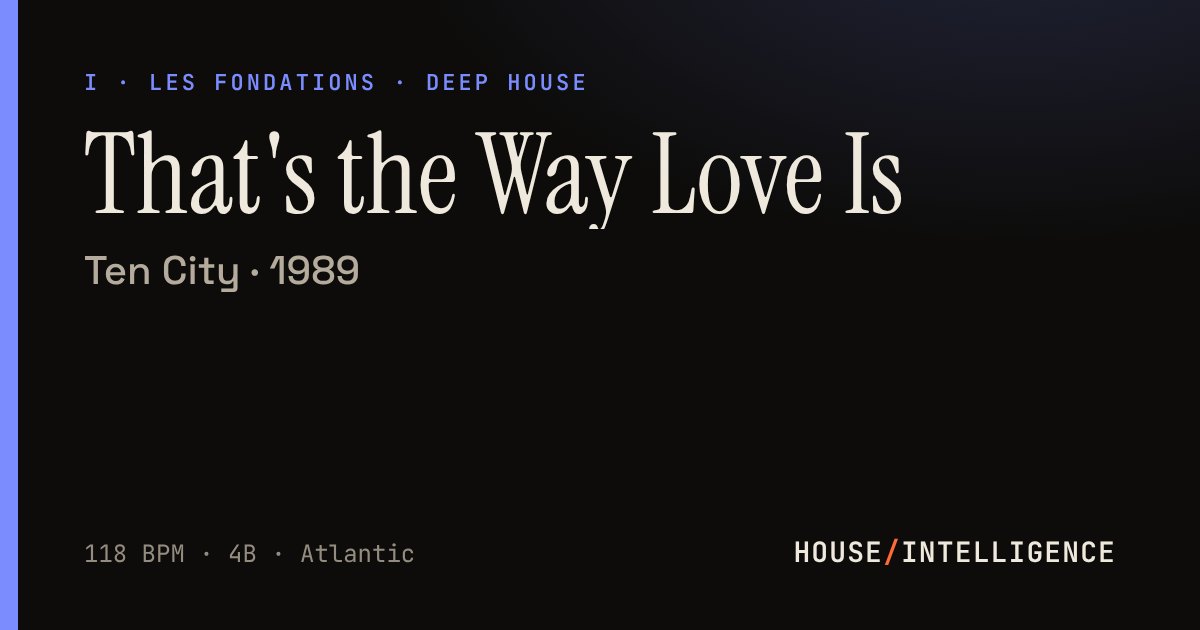 I · LES FONDATIONS · DEEP HOUSE
That's the Way Love Is
Ten City · 1989
118 BPM · 4B · Atlantic
HOUSE/INTELLIGENCE